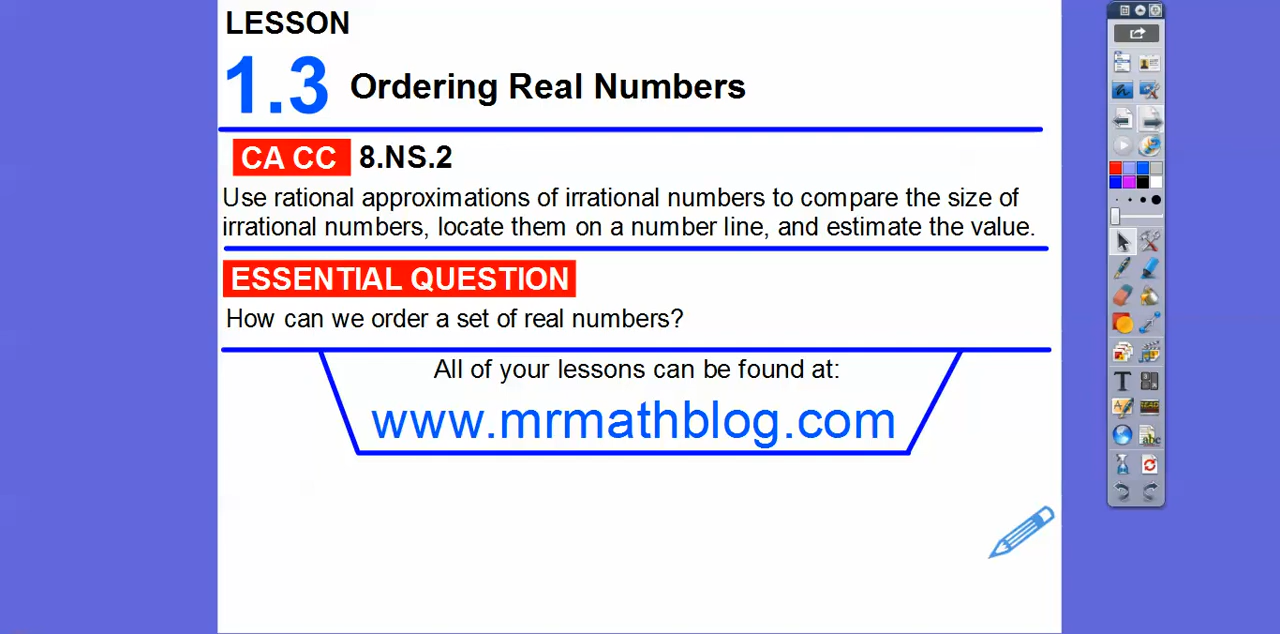 LESSON
1.3 Ordering Real Numbers
CA CC 8.NS.2
Use rational approximations of irrational numbers to compare the size of
irrational numbers, locate them on a number line, and estimate the value.
ESSENTIAL QUESTION
How can we order a set of real numbers?
All of your lessons can be found at:
www.mrmathblog.com